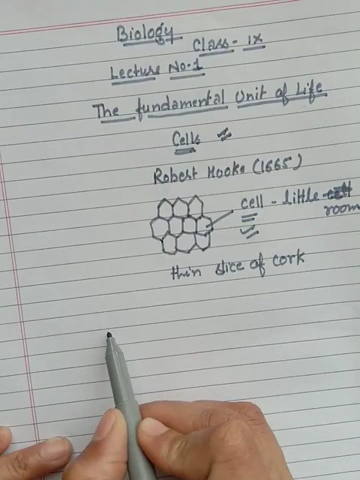 Biology Class - IX
Lecture No. 1
The fundamental Unit of Life
Cells
Robert Hooke (1665)
cell - little
room
thin slice of cork